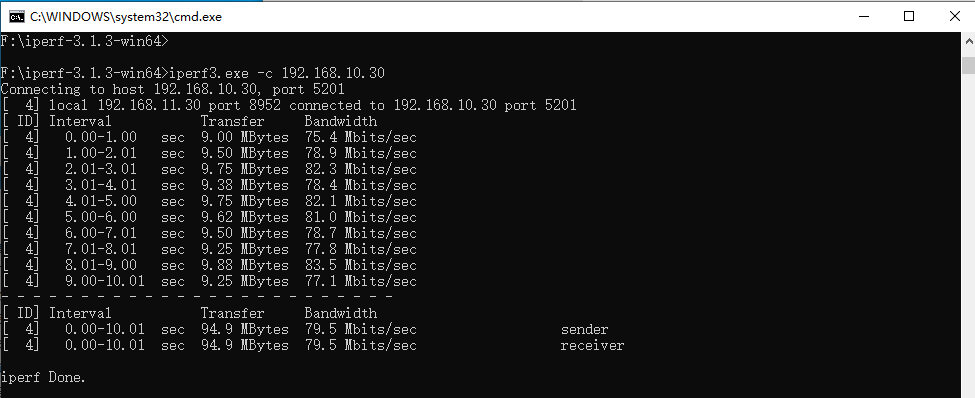 C:\WINDOWS\system32\cmd.exe
F:\iperf-3.1.3-win64>
F:\iperf-3.1.3-win64>iperf3.exe -c 192.168.10.30
Connecting to host 192.168.10.30, port 5201
[  4] local 192.168.11.30 port 8952 connected to 192.168.10.30 port 5201
[ ID] Interval           Transfer     Bandwidth
[  4]   0.00-1.00   sec  9.00 MBytes  75.4 Mbits/sec
[  4]   1.00-2.01   sec  9.50 MBytes  78.9 Mbits/sec
[  4]   2.01-3.01   sec  9.75 MBytes  82.3 Mbits/sec
[  4]   3.01-4.01   sec  9.38 MBytes  78.4 Mbits/sec
[  4]   4.01-5.00   sec  9.75 MBytes  82.1 Mbits/sec
[  4]   5.00-6.00   sec  9.62 MBytes  81.0 Mbits/sec
[  4]   6.00-7.01   sec  9.50 MBytes  78.7 Mbits/sec
[  4]   7.01-8.01   sec  9.25 MBytes  77.8 Mbits/sec
[  4]   8.01-9.00   sec  9.88 MBytes  83.5 Mbits/sec
[  4]   9.00-10.01  sec  9.25 MBytes  77.1 Mbits/sec
- - - - - - - - - - - - - - - - - - - - - - - - -
[ ID] Interval           Transfer     Bandwidth
[  4]   0.00-10.01  sec  94.9 MBytes  79.5 Mbits/sec                  sender
[  4]   0.00-10.01  sec  94.9 MBytes  79.5 Mbits/sec                  receiver
iperf Done.